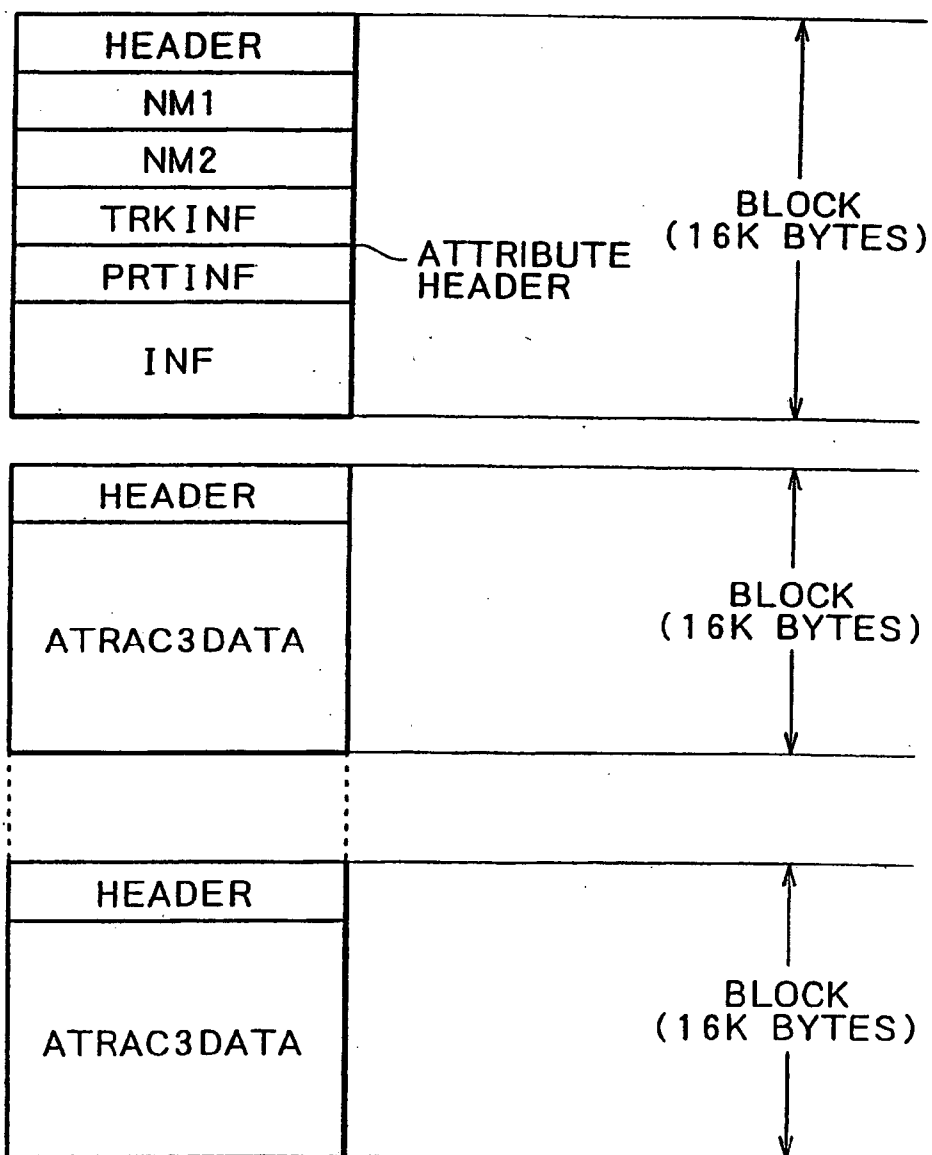 HEADER
NM1
NM2
TRKINF
PRTINF
INF
ATTRIBUTE
HEADER
BLOCK
(16K BYTES)
HEADER
ATRAC3DATA
BLOCK
(16K BYTES)
HEADER
ATRAC3DATA
BLOCK
(16K BYTES)